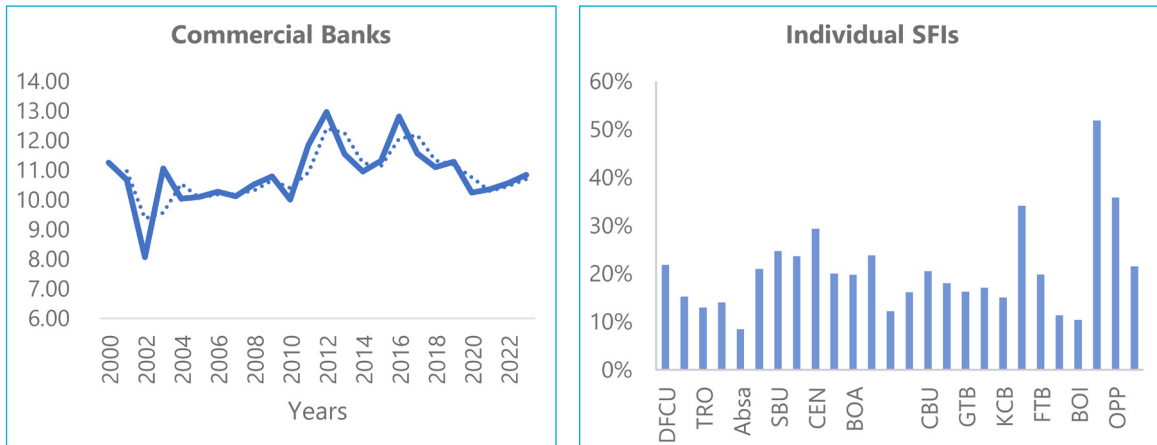 Commercial Banks
14.00
13.00
12.00
11.00
10.00
9.00
8.00
7.00
6.00
2000
2002
2004
2006
2008
2010
2012
2014
2016
2018
2020
2022
Years
Individual SFIs
60%
50%
40%
30%
20%
10%
0%
DFCU
TRO
Absa
SBU
CEN
BOA
CBU
GTB
KCB
FTB
BOI
OPP